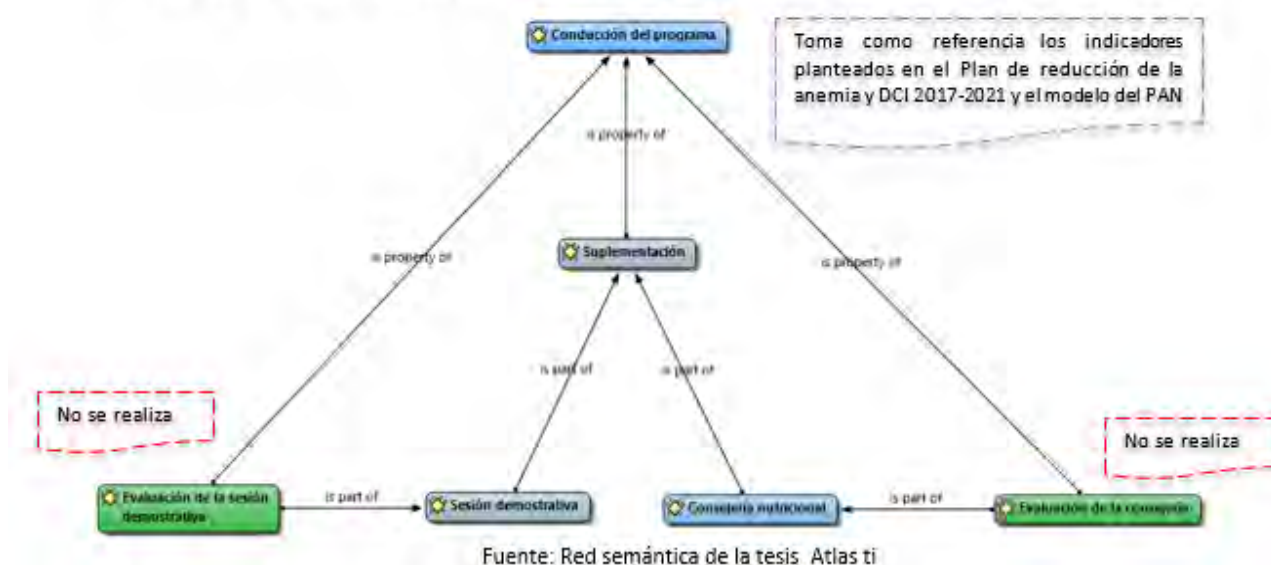 Conducción del programa
Toma como referencia los indicadores
planteados en el Plan de reducción de la
anemia y DCI 2017-2021 y el modelo del PAN
is property of
Suplementación
is property of
is property of
is part of
is part of
No se realiza
No se realiza
Evaluación de la sesión
demostrativa
is part of
Sesión demostrativa
Consejería nutricional
is part of
Evaluación de la consejería
Fuente: Red semántica de la tesis Atlas ti